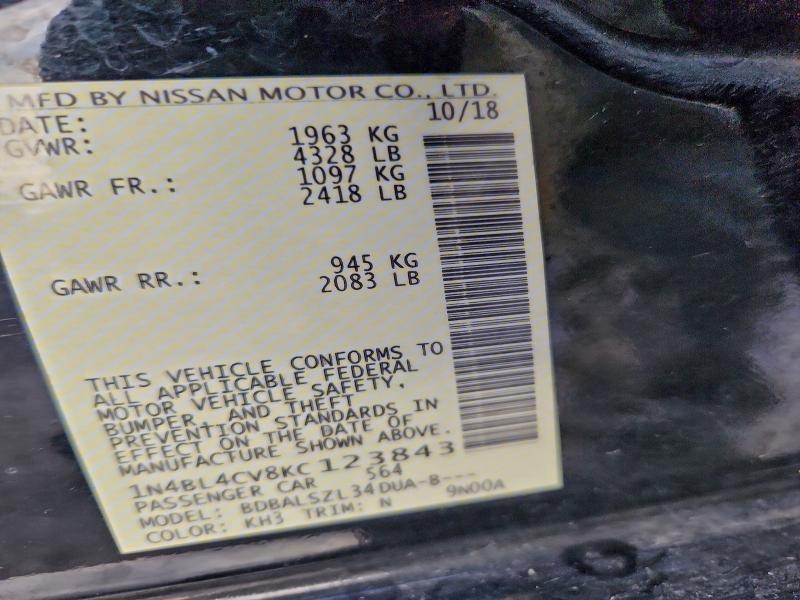 MFD BY NISSAN MOTOR CO., LTD.
DATE: 10/18
GVWR: 1963 KG
4328 LB
GAWR FR.: 1097 KG
2418 LB
GAWR RR.: 945 KG
2083 LB
THIS VEHICLE CONFORMS TO
ALL APPLICABLE FEDERAL
MOTOR VEHICLE SAFETY,
BUMPER, AND THEFT
PREVENTION STANDARDS IN
EFFECT ON THE DATE OF
MANUFACTURE SHOWN ABOVE.
1N4BL4CV8KC123843
PASSENGER CAR 564
MODEL: BDBALSZL34DUA-B---
COLOR: KH3 TRIM: N 9N00A